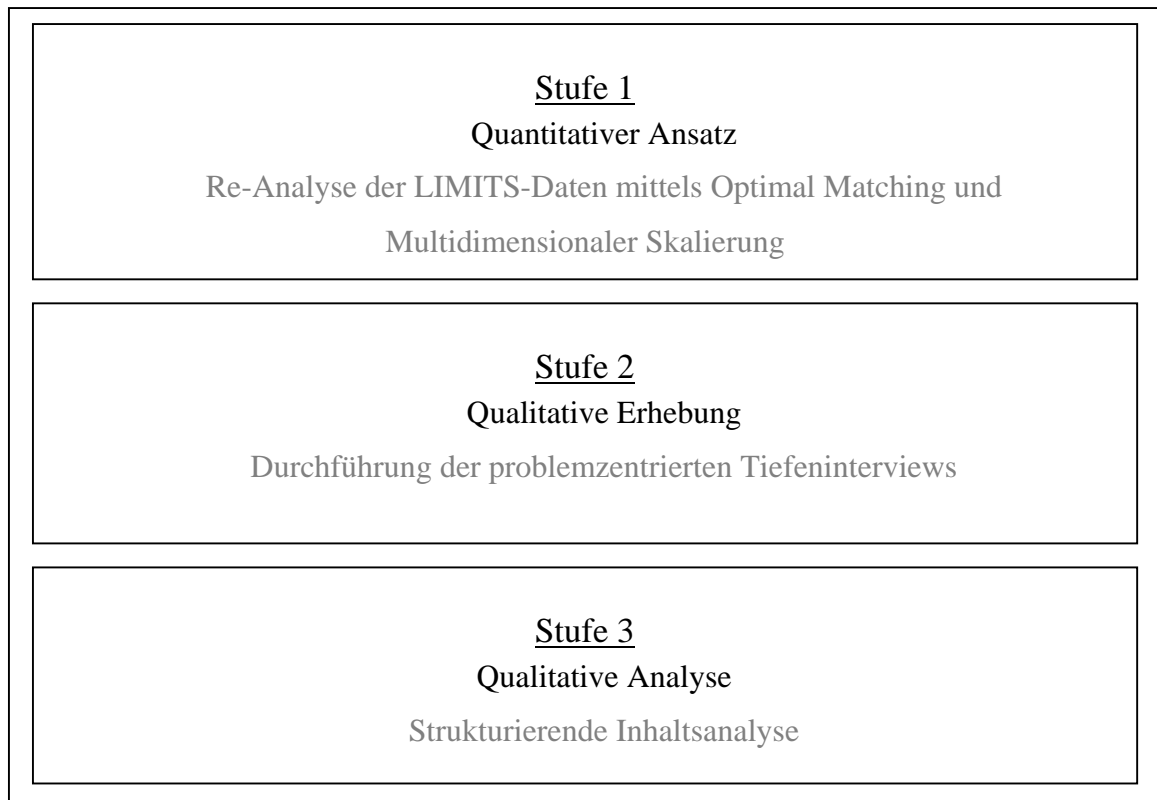 Stufe 1
Quantitativer Ansatz
Re-Analyse der LIMITS-Daten mittels Optimal Matching und
Multidimensionaler Skalierung
Stufe 2
Qualitative Erhebung
Durchführung der problemzentrierten Tiefeninterviews
Stufe 3
Qualitative Analyse
Strukturierende Inhaltsanalyse